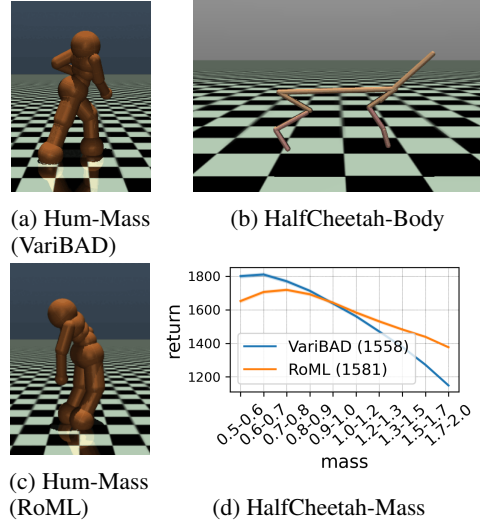 (a) Hum-Mass
(VariBAD)
(b) HalfCheetah-Body
(c) Hum-Mass
(RoML)
1800
1600
1400
1200
return
VariBAD (1558)
RoML (1581)
0.5-0.6
0.6-0.7
0.7-0.8
0.8-0.9
0.9-1.0
1.0-1.2
1.2-1.3
1.3-1.5
1.5-1.7
1.7-2.0
mass
(d) HalfCheetah-Mass